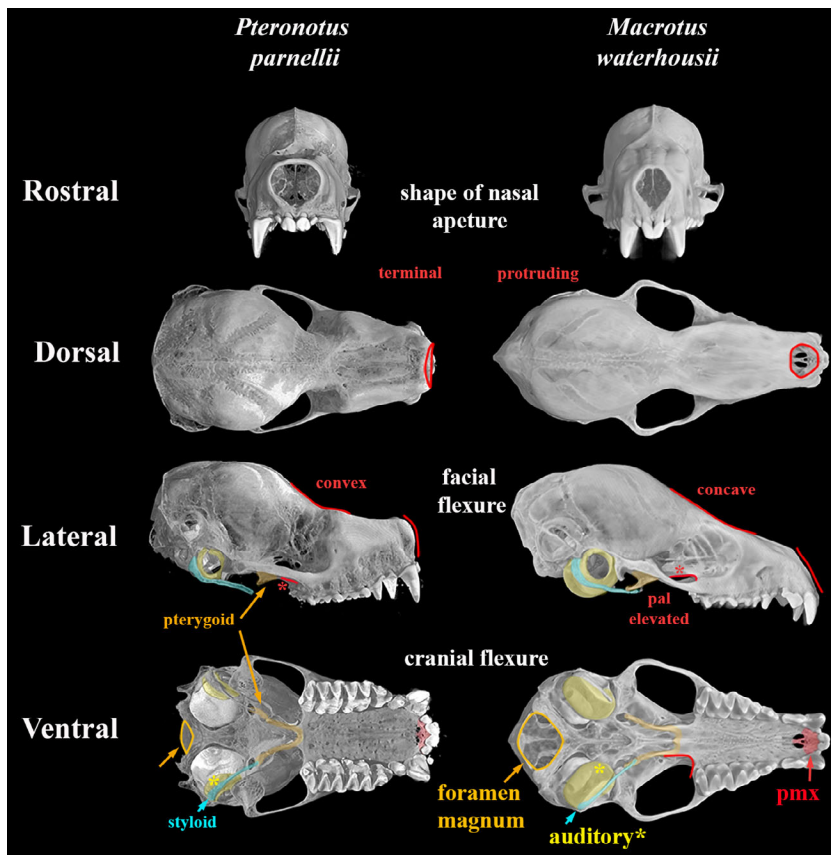 Pteronotus
parnellii
Macrotus
waterhousii
Rostral
shape of nasal
apcture
terminal
protruding
Dorsal
convex
facial
flexure
concave
Lateral
*
*
pterygoid
pal
elevated
cranial flexure
Ventral
*
*
styloid
foramen
magnum
pmx
auditory*